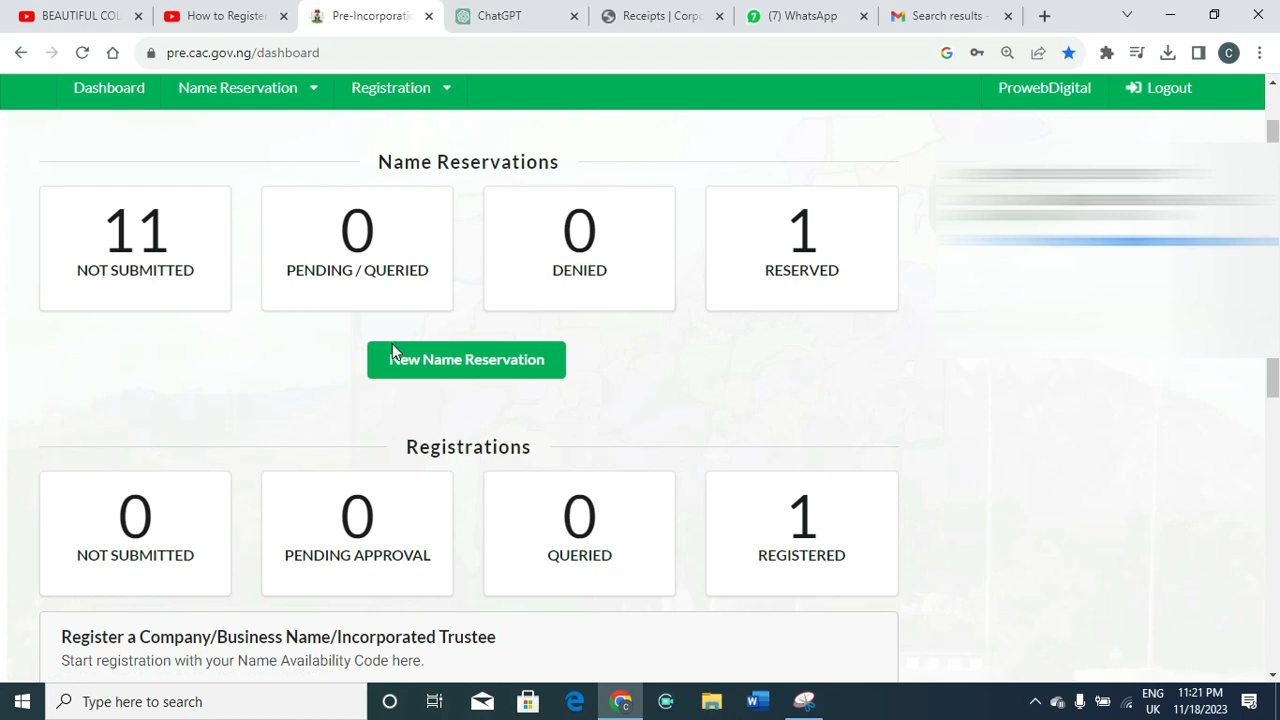 BEAUTIFUL COL
How to Register
Pre-Incorporatio
ChatGPT
Receipts | Corpo
(7) WhatsApp
Search results -
pre.cac.gov.ng/dashboard
C
Dashboard
Name Reservation
Registration
ProwebDigital
Logout
Name Reservations
11
0
0
1
NOT SUBMITTED
PENDING / QUERIED
DENIED
RESERVED
New Name Reservation
Registrations
0
0
0
1
NOT SUBMITTED
PENDING APPROVAL
QUERIED
REGISTERED
Register a Company/Business Name/Incorporated Trustee
Start registration with your Name Availability Code here.
Type here to search
ENG
UK
11:21 PM
11/18/2023